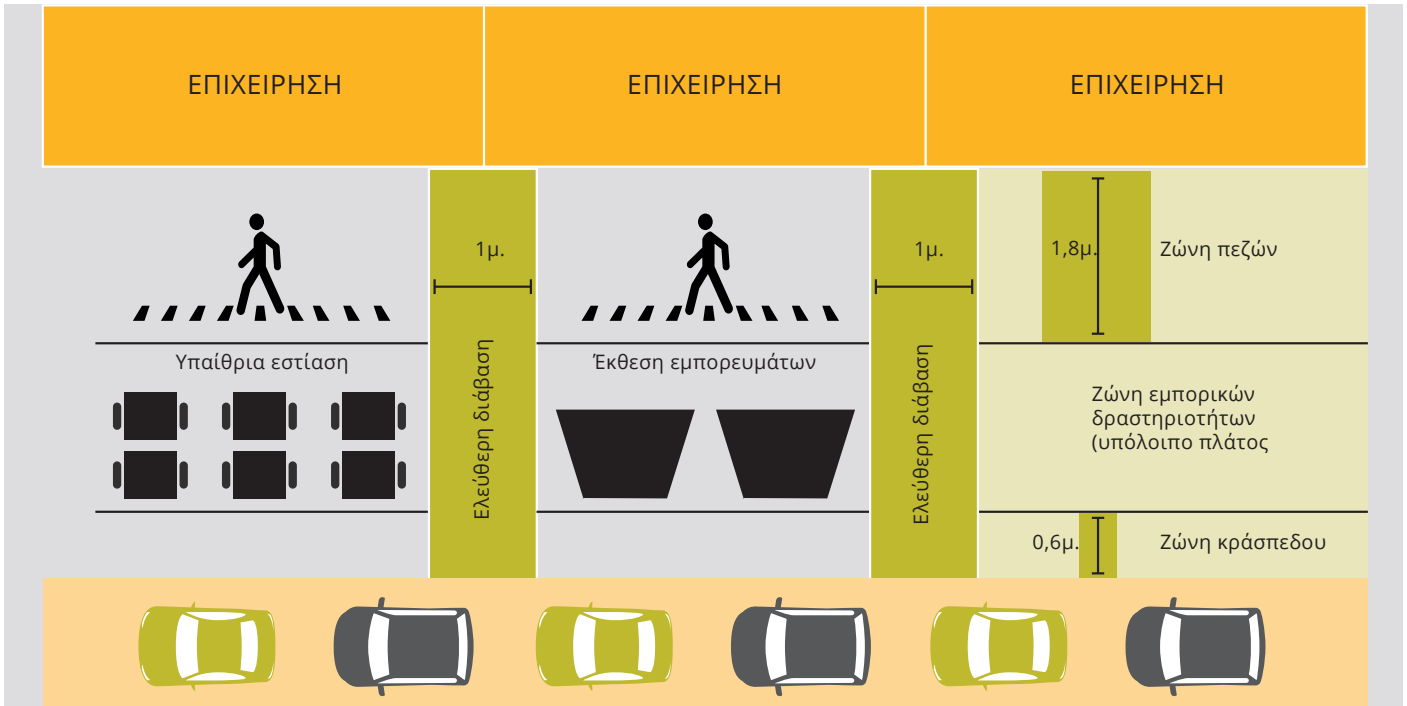 ΕΠΙΧΕΙΡΗΣΗ
ΕΠΙΧΕΙΡΗΣΗ
ΕΠΙΧΕΙΡΗΣΗ
1μ.
1μ.
1,8μ.
Ζώνη πεζών
Υπαίθρια εστίαση
Ελεύθερη διάβαση
Έκθεση εμπορευμάτων
Ελεύθερη διάβαση
Ζώνη εμπορικών
δραστηριοτήτων
(υπόλοιπο πλάτος
0,6μ.
Ζώνη κράσπεδου